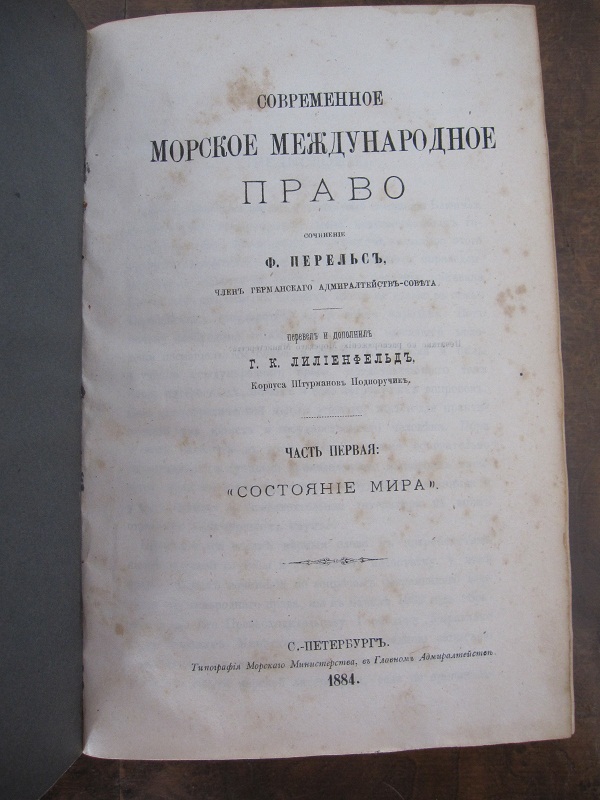 СОВРЕМЕННОЕ
МОРСКОЕ МЕЖДУНАРОДНОЕ
ПРАВО
СОЧИНЕНІЕ
Ф. ПЕРЕЛЬСЪ,
ЧЛЕНЪ ГЕРМАНСКАГО АДМИРАЛТЕЙСТВЪ-СОВѢТА
ПЕРЕВЕЛЪ И ДОПОЛНИЛЪ
Г. К. ЛИЛІЕНФЕЛЬДЪ,
Корпуса Штурмановъ Подпоручикъ,
ЧАСТЬ ПЕРВАЯ:
«СОСТОЯНІЕ МИРА».
С.-ПЕТЕРБУРГЪ.
Типографія Морскаго Министерства, въ Главномъ Адмиралтействѣ.
1884.